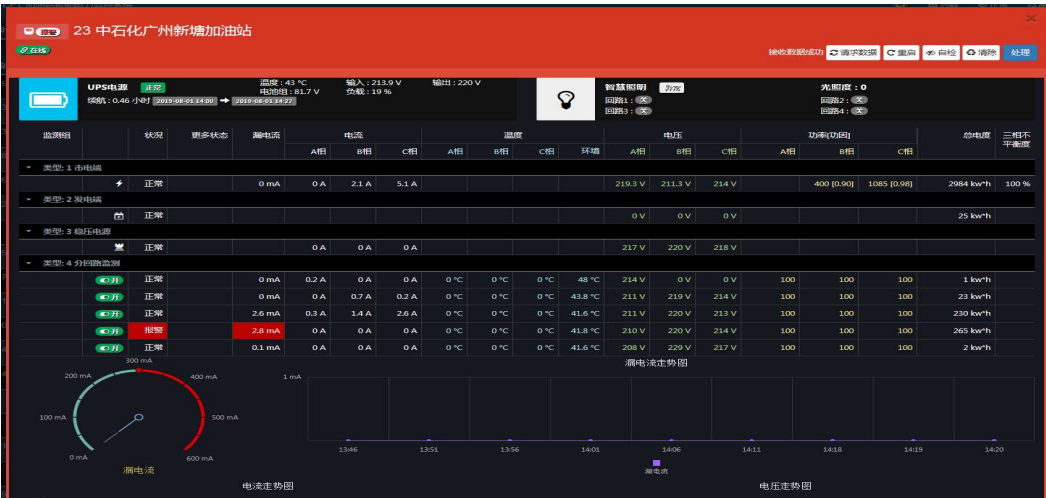 接警 23 中石化广州新塘加油站
在线 接收数据成功 请求数据 重启 自检 清除 处理
UPS电源 正常 温度：43 °C 输入：213.9 V 输出：220 V 智慧照明 光照度：0
续航：0.46 小时 2019-08-01 14:00 2019-08-01 14:27 电池组：81.7 V 负载：19 % 回路1： 关 回路2： 关
回路3： 关 回路4： 关
监测组 状况 更多状态 漏电流 电流 温度 电压 功率[功因] 总电度 三相不平衡度
A相 B相 C相 A相 B相 C相 环境 A相 B相 C相 A相 B相 C相
类型: 1 市电端
正常 0 mA 0 A 2.1 A 5.1 A 219.3 V 211.3 V 214 V 400 [0.90] 1085 [0.98] 2984 kw*h 100 %
类型: 2 发电端
正常 0 V 0 V 0 V 25 kw*h
类型: 3 稳压电源
正常 0 A 0 A 0 A 217 V 220 V 218 V
类型: 4 分回路监测
开 正常 0 mA 0.2 A 0 A 0 A 0 °C 0 °C 0 °C 48 °C 214 V 0 V 0 V 100 100 100 1 kw*h
开 正常 0 mA 0 A 0.7 A 0.2 A 0 °C 0 °C 0 °C 43.8 °C 211 V 219 V 214 V 100 100 100 23 kw*h
开 正常 2.6 mA 0.3 A 1.4 A 2.6 A 0 °C 0 °C 0 °C 41.6 °C 211 V 220 V 213 V 100 100 100 230 kw*h
开 报警 2.8 mA 0 A 0 A 0 A 0 °C 0 °C 0 °C 41.8 °C 210 V 220 V 214 V 100 100 100 265 kw*h
开 正常 0.1 mA 0 A 0 A 0 A 0 °C 0 °C 0 °C 41.6 °C 208 V 229 V 217 V 100 100 100 2 kw*h
漏电流走势图
300 mA
200 mA 400 mA 1 mA
100 mA 500 mA
0 mA 600 mA
漏电流
13:46 13:51 13:56 14:01 14:06 14:11 14:18 14:19 14:20
漏电流
电流走势图 电压走势图